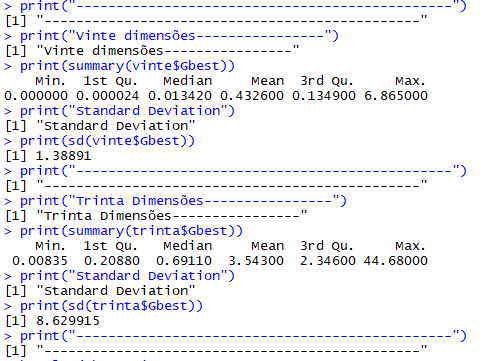 > print("-----------------------------------------------")
[1] "-----------------------------------------------"
> print("Vinte dimensões----------------")
[1] "Vinte dimensões----------------"
> print(summary(vinte$Gbest))
Min. 1st Qu. Median Mean 3rd Qu. Max.
0.000000 0.000024 0.013420 0.432600 0.134900 6.865000
> print("Standard Deviation")
[1] "Standard Deviation"
> print(sd(vinte$Gbest))
[1] 1.38891
> print("-----------------------------------------------")
[1] "-----------------------------------------------"
> print("Trinta Dimensões----------------")
[1] "Trinta Dimensões----------------"
> print(summary(trinta$Gbest))
Min. 1st Qu. Median Mean 3rd Qu. Max.
0.00835 0.20880 0.69110 3.54300 2.34600 44.68000
> print("Standard Deviation")
[1] "Standard Deviation"
> print(sd(trinta$Gbest))
[1] 8.629915
> print("-----------------------------------------------")
[1] "-----------------------------------------------"